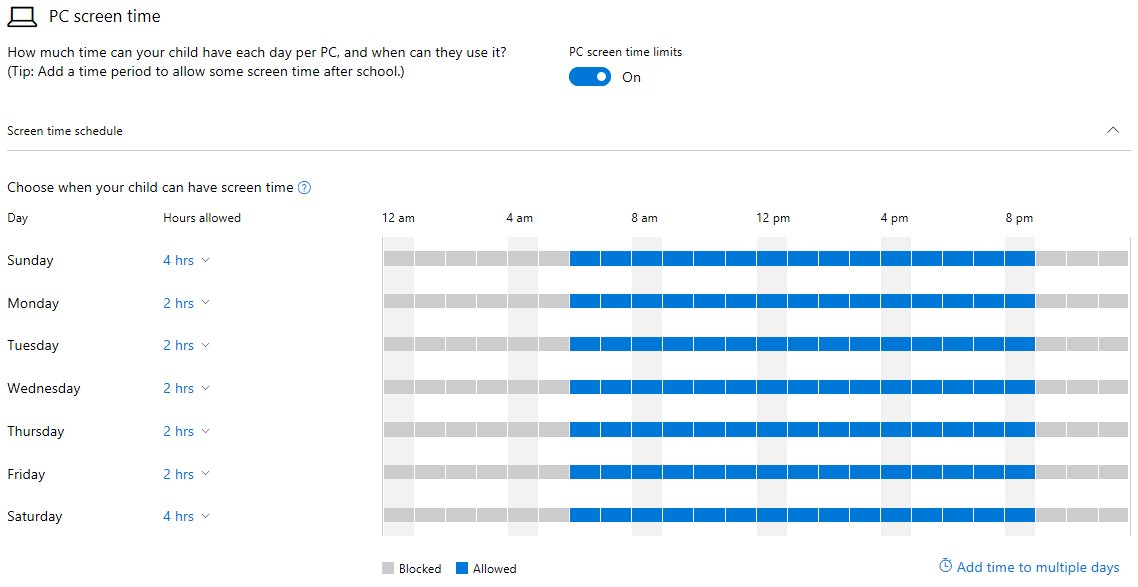 PC screen time
How much time can your child have each day per PC, and when can they use it?
(Tip: Add a time period to allow some screen time after school.)
PC screen time limits
On
Screen time schedule
Choose when your child can have screen time ?
Day Hours allowed 12 am 4 am 8 am 12 pm 4 pm 8 pm
Sunday 4 hrs
Monday 2 hrs
Tuesday 2 hrs
Wednesday 2 hrs
Thursday 2 hrs
Friday 2 hrs
Saturday 4 hrs
Blocked Allowed
Add time to multiple days